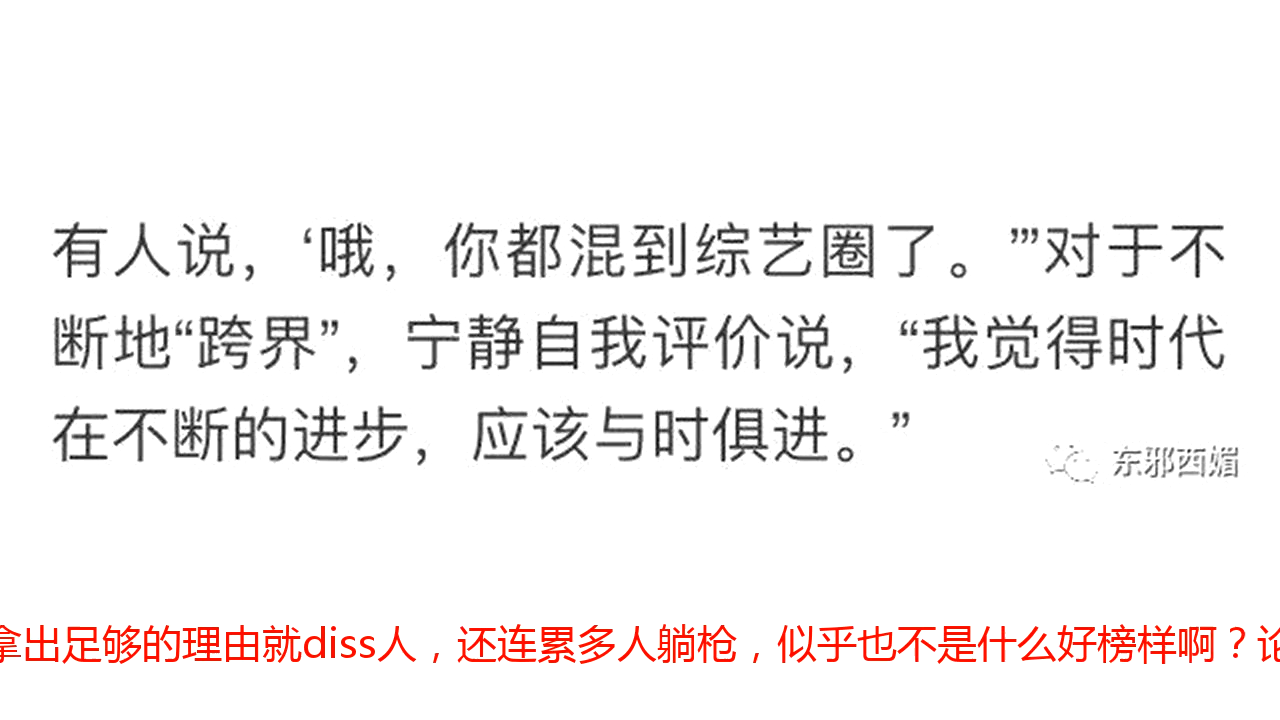 有人说，‘哦，你都混到综艺圈了。’”对于不
断地“跨界”，宁静自我评价说，“我觉得时代
在不断的进步，应该与时俱进。”
东邪西媚
拿出足够的理由就diss人，还连累多人躺枪，似乎也不是什么好榜样啊？论